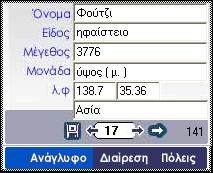 Όνομα Φούτζι
Είδος ηφαίστειο
Μέγεθος 3776
Μονάδα ύψος ( μ. )
λ,φ 138.7 35.36
Ασία
17 141
Ανάγλυφο Διαίρεση Πόλεις